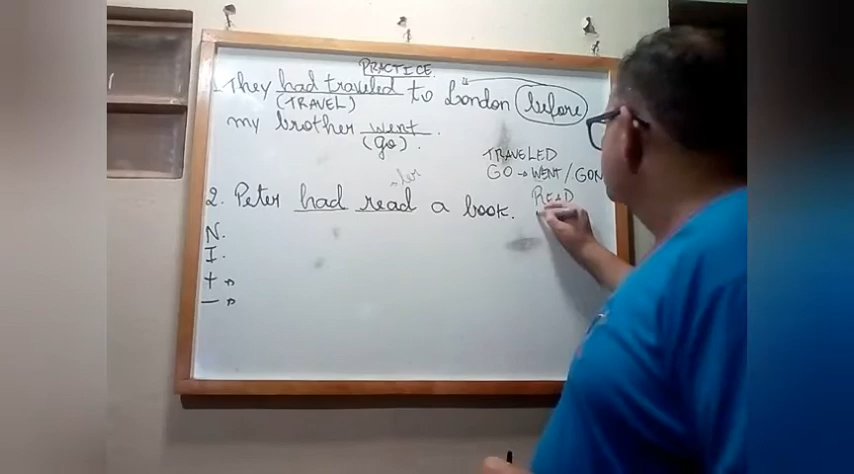 PRACTICE
1. They had traveled to London before
(TRAVEL)
my brother went.
(go)
TRAVELED
GO → WENT / GON
READ
2. Peter had read a book.
N.
I.
+ »
- »